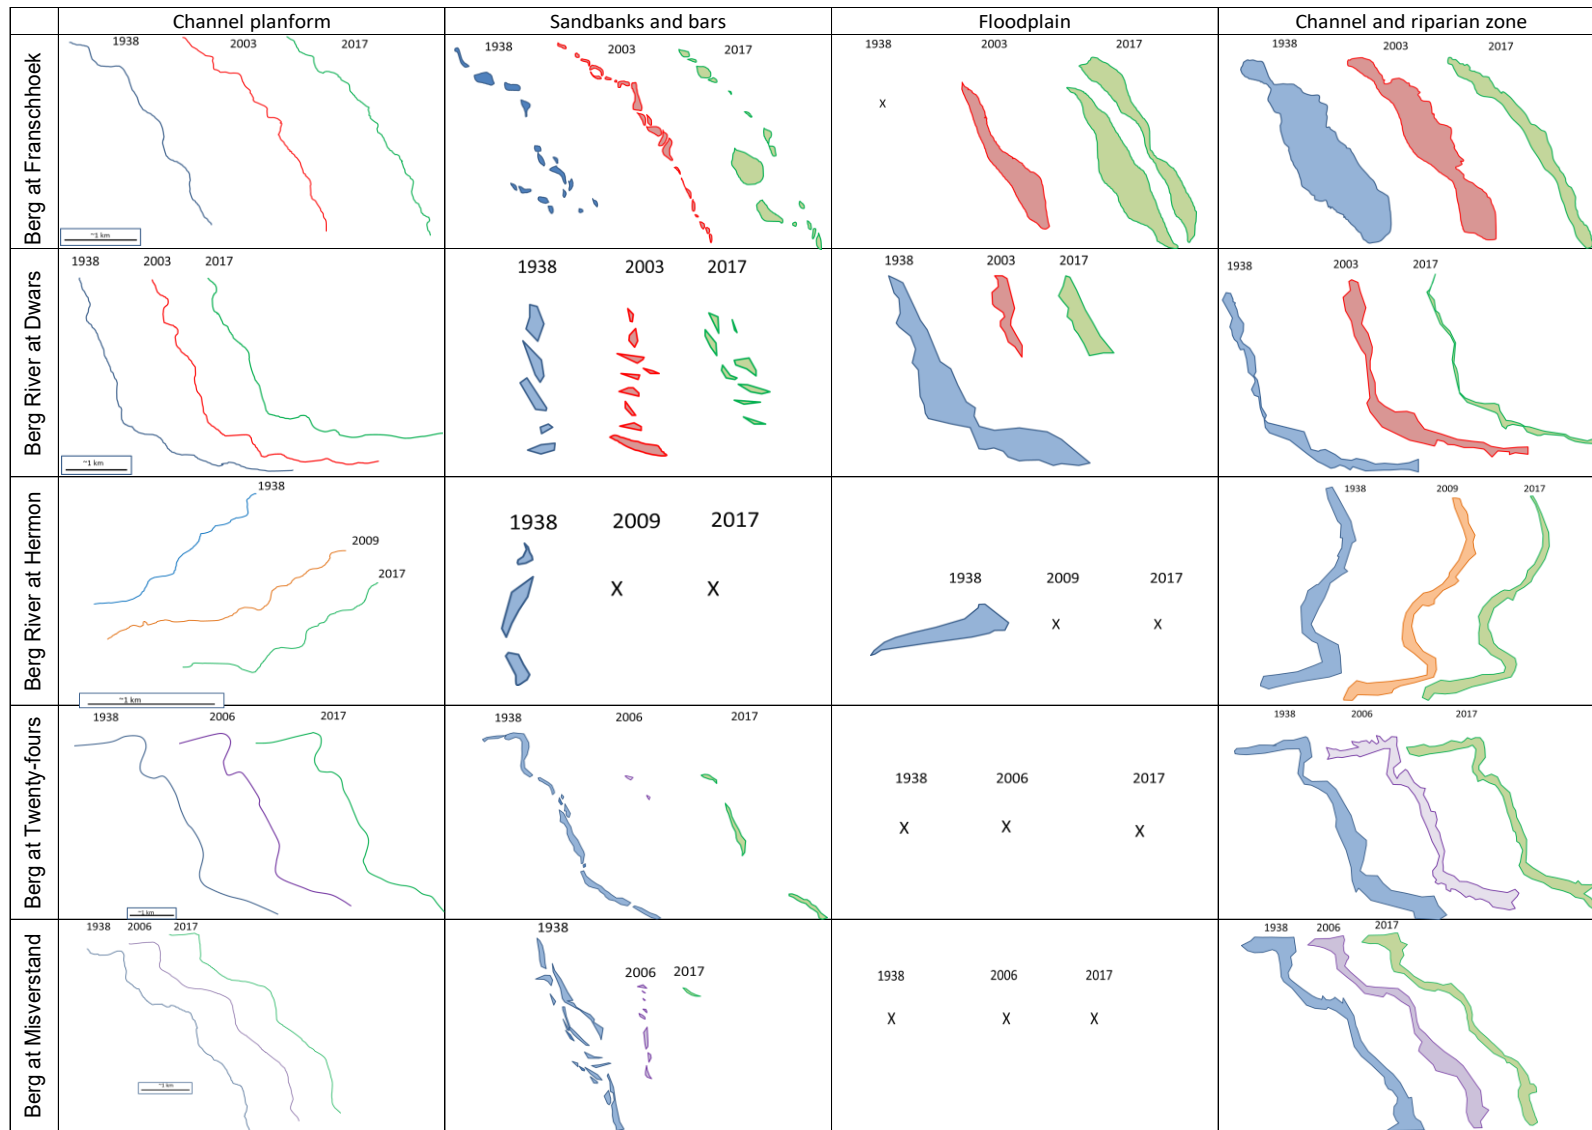 Channel planform Sandbanks and bars Floodplain Channel and riparian zone
Berg at Franschhoek
1938 2003 2017
~1 km
1938 2003 2017
1938 2003 2017
x
1938 2003 2017
Berg River at Dwars
1938 2003 2017
~1 km
1938 2003 2017
1938 2003 2017
1938 2003 2017
Berg River at Hermon
1938
2009
2017
~1 km
1938 2009 2017
X X
1938 2009 2017
X X
1938 2009 2017
Berg at Twenty-fours
1938 2006 2017
~1 km
1938 2006 2017
1938 2006 2017
X X X
1938 2006 2017
Berg at Misverstand
1938 2006 2017
~1 km
1938
2006 2017
1938 2006 2017
X X X
1938 2006 2017